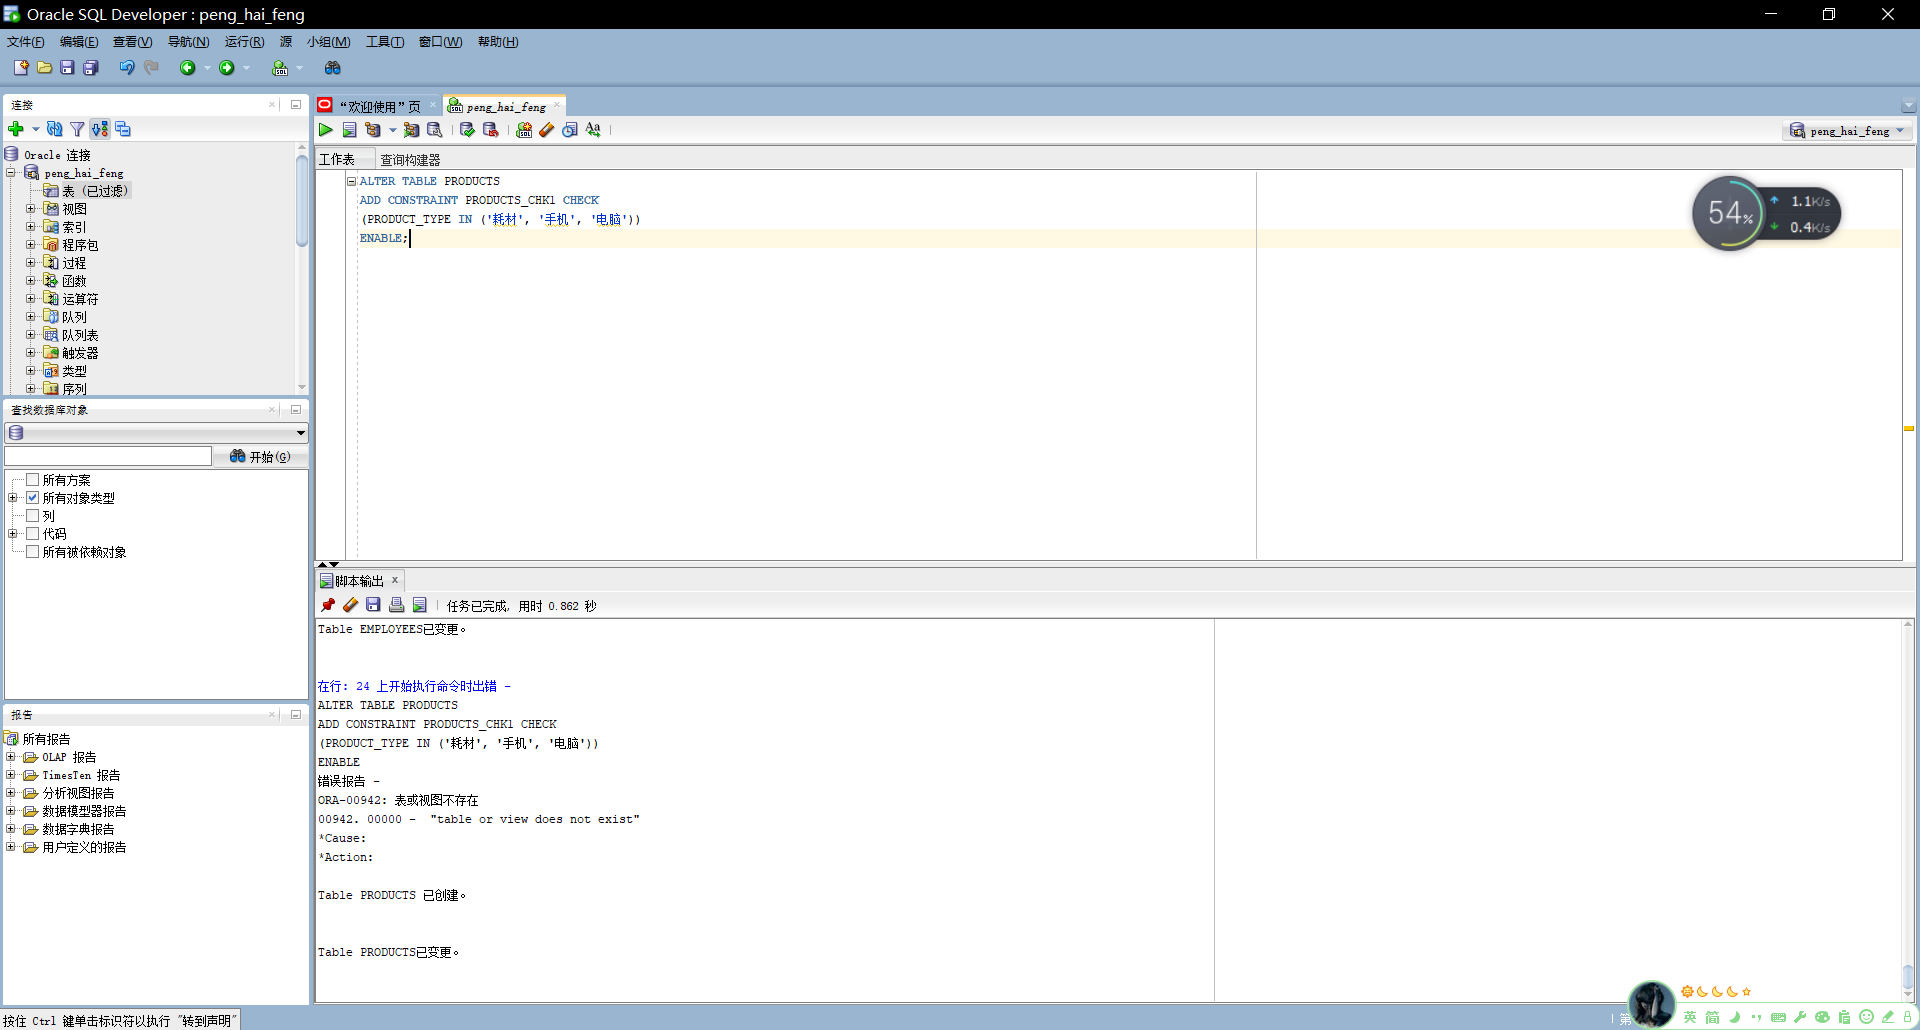 Oracle SQL Developer : peng_hai_feng
文件(F) 编辑(E) 查看(V) 导航(N) 运行(R) 源 小组(M) 工具(T) 窗口(W) 帮助(H)
连接
Oracle 连接
peng_hai_feng
表 (已过滤)
视图
索引
程序包
过程
函数
运算符
队列
队列表
触发器
类型
序列
查找数据库对象
开始(G)
所有方案
所有对象类型
列
代码
所有被依赖对象
报告
所有报告
OLAP 报告
TimesTen 报告
分析视图报告
数据模型器报告
数据字典报告
用户定义的报告
按住 Ctrl 键单击标识符以执行 "转到声明"
“欢迎使用”页 peng_hai_feng
peng_hai_feng
工作表 查询构建器
ALTER TABLE PRODUCTS
ADD CONSTRAINT PRODUCTS_CHK1 CHECK
(PRODUCT_TYPE IN ('耗材', '手机', '电脑'))
ENABLE;
54%
1.1K/s
0.4K/s
脚本输出 x
任务已完成, 用时 0.862 秒
Table EMPLOYEES已变更。
在行: 24 上开始执行命令时出错 -
ALTER TABLE PRODUCTS
ADD CONSTRAINT PRODUCTS_CHK1 CHECK
(PRODUCT_TYPE IN ('耗材', '手机', '电脑'))
ENABLE
错误报告 -
ORA-00942: 表或视图不存在
00942. 00000 -  "table or view does not exist"
*Cause:
*Action:
Table PRODUCTS 已创建。
Table PRODUCTS已变更。
第
英 简